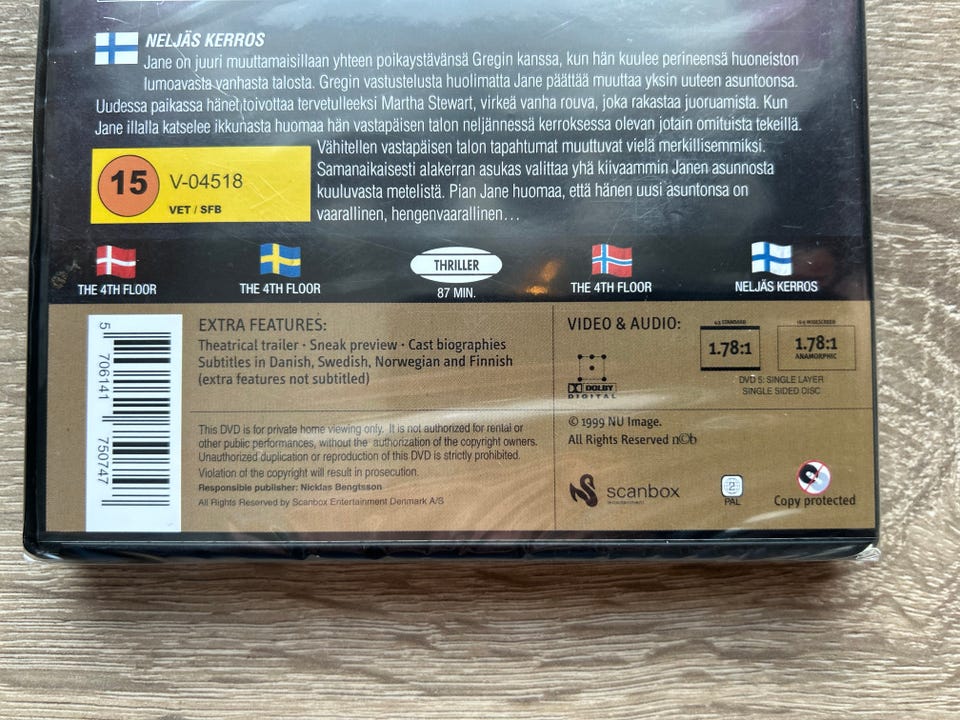 NELJÄS KERROS
Jane on juuri muuttamaisillaan yhteen poikaystävänsä Gregin kanssa, kun hän kuulee perineensä huoneiston
lumoavasta vanhasta talosta. Gregin vastustelusta huolimatta Jane päättää muuttaa yksin uuteen asuntoonsa.
Uudessa paikassa hänet toivottaa tervetulleeksi Martha Stewart, virkeä vanha rouva, joka rakastaa juoruamista. Kun
Jane illalla katselee ikkunasta huomaa hän vastapäisen talon neljännessä kerroksessa olevan jotain omituista tekeillä.
Vähitellen vastapäisen talon tapahtumat muuttuvat vielä merkillisemmiksi.
Samanaikaisesti alakerran asukas valittaa yhä kiivaammin Janen asunnosta
kuuluvasta metelistä. Pian Jane huomaa, että hänen uusi asuntonsa on
vaarallinen, hengenvaarallinen…
15 V-04518
VET / SFB
THE 4TH FLOOR
THE 4TH FLOOR
THRILLER
87 MIN.
THE 4TH FLOOR
NELJÄS KERROS
5 706141 750747
EXTRA FEATURES:
Theatrical trailer · Sneak preview · Cast biographies
Subtitles in Danish, Swedish, Norwegian and Finnish
(extra features not subtitled)
This DVD is for private home viewing only. It is not authorized for rental or
other public performances, without the authorization of the copyright owners.
Unauthorized duplication or reproduction of this DVD is strictly prohibited.
Violation of the copyright will result in prosecution.
Responsible publisher: Nicklas Bengtsson
All Rights Reserved by Scanbox Entertainment Denmark A/S
VIDEO & AUDIO:
DOLBY
DIGITAL
4:3 STANDARD
1.78:1
16:9 WIDESCREEN
1.78:1
ANAMORPHIC
DVD 5: SINGLE LAYER
SINGLE SIDED DISC
© 1999 NU Image.
All Rights Reserved n©b
scanbox
2
PAL
Copy protected